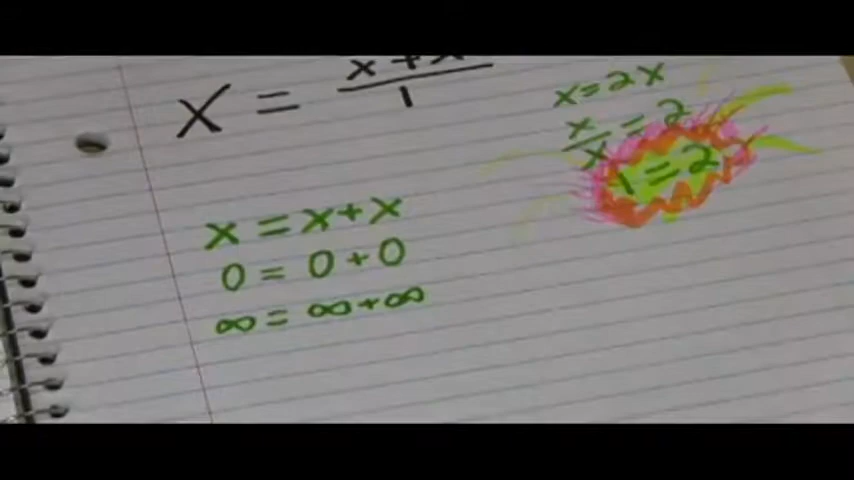 x = x+x/1
x = x+x
0 = 0+0
∞ = ∞+∞
x=2x
x/x = 2
1=2